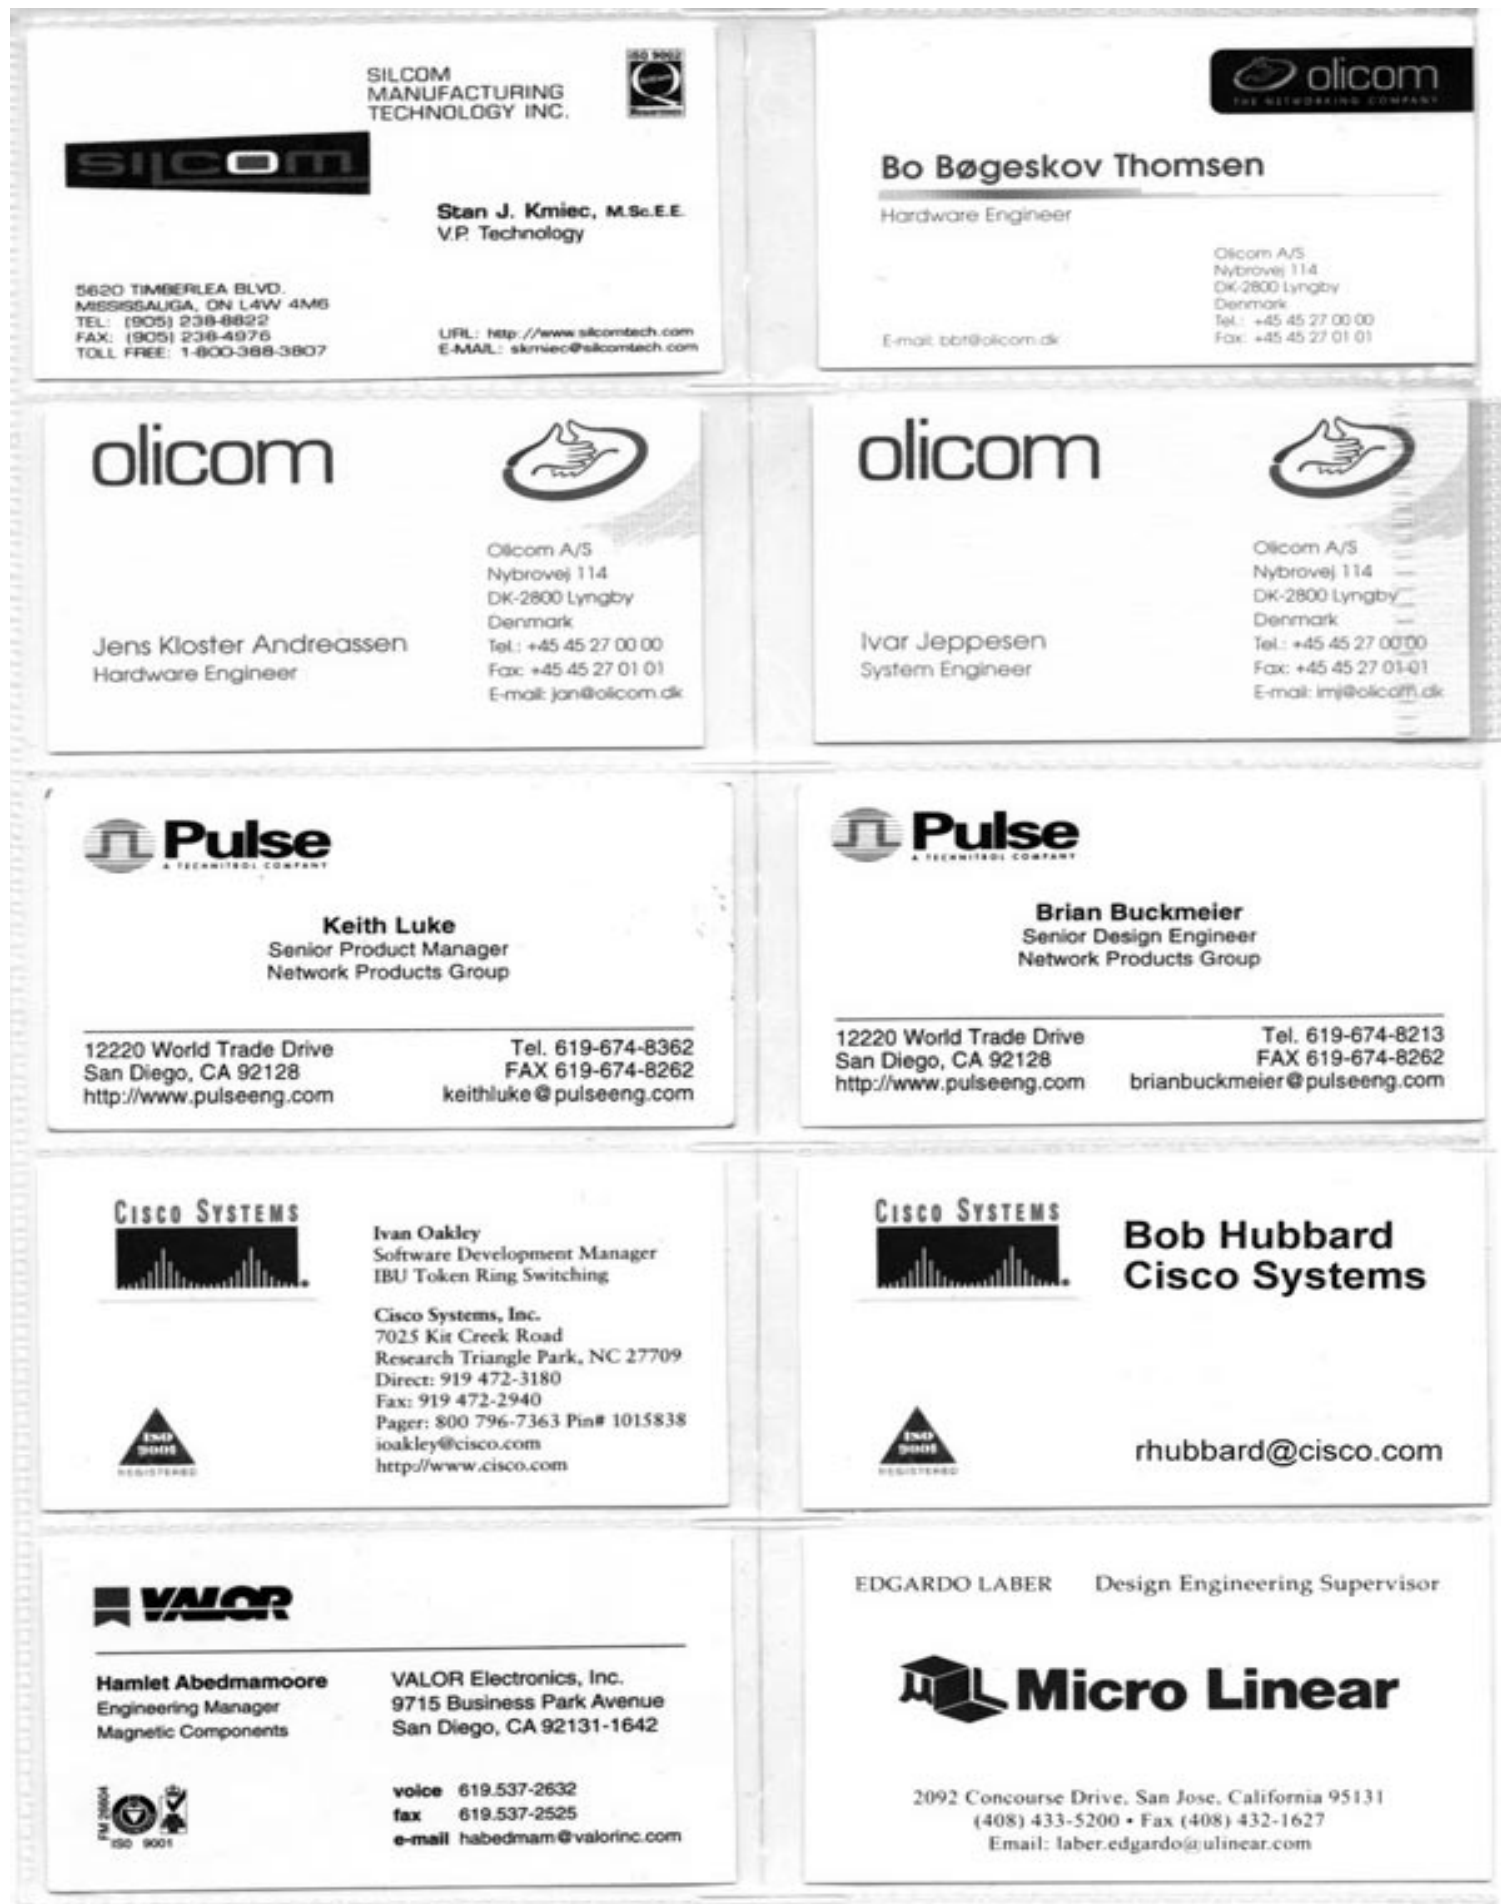 SILCOM
MANUFACTURING
TECHNOLOGY INC.
ISO 9002
SILCOM
Stan J. Kmiec, M.Sc.E.E.
V.P. Technology
5620 TIMBERLEA BLVD.
MISSISSAUGA, ON L4W 4M6
TEL: (905) 238-8822
FAX: (905) 238-4976
TOLL FREE: 1-800-388-3807
URL: http://www.silcomtech.com
E-MAIL: skmiec@silcomtech.com
olicom
THE NETWORKING COMPANY
Bo Bøgeskov Thomsen
Hardware Engineer
Olicom A/S
Nybrovej 114
DK-2800 Lyngby
Denmark
Tel.: +45 45 27 00 00
Fax: +45 45 27 01 01
E-mail: bbt@olicom.dk
olicom
Olicom A/S
Nybrovej 114
DK-2800 Lyngby
Denmark
Tel.: +45 45 27 00 00
Fax: +45 45 27 01 01
E-mail: jan@olicom.dk
Jens Kloster Andreassen
Hardware Engineer
olicom
Olicom A/S
Nybrovej 114
DK-2800 Lyngby
Denmark
Tel.: +45 45 27 00 00
Fax: +45 45 27 01 01
E-mail: imj@olicom.dk
Ivar Jeppesen
System Engineer
Pulse
A TECHNITROL COMPANY
Keith Luke
Senior Product Manager
Network Products Group
12220 World Trade Drive
San Diego, CA 92128
http://www.pulseeng.com
Tel. 619-674-8362
FAX 619-674-8262
keithluke@pulseeng.com
Pulse
A TECHNITROL COMPANY
Brian Buckmeier
Senior Design Engineer
Network Products Group
12220 World Trade Drive
San Diego, CA 92128
http://www.pulseeng.com
Tel. 619-674-8213
FAX 619-674-8262
brianbuckmeier@pulseeng.com
CISCO SYSTEMS
Ivan Oakley
Software Development Manager
IBU Token Ring Switching
Cisco Systems, Inc.
7025 Kit Creek Road
Research Triangle Park, NC 27709
Direct: 919 472-3180
Fax: 919 472-2940
Pager: 800 796-7363 Pin# 1015838
ioakley@cisco.com
http://www.cisco.com
ISO
9001
REGISTERED
CISCO SYSTEMS
Bob Hubbard
Cisco Systems
ISO
9001
REGISTERED
rhubbard@cisco.com
VALOR
Hamlet Abedmamoore
Engineering Manager
Magnetic Components
VALOR Electronics, Inc.
9715 Business Park Avenue
San Diego, CA 92131-1642
voice 619.537-2632
fax 619.537-2525
e-mail habedmam@valorinc.com
FM 26604
ISO 9001
EDGARDO LABER Design Engineering Supervisor
µL Micro Linear
2092 Concourse Drive, San Jose, California 95131
(408) 433-5200 • Fax (408) 432-1627
Email: laber.edgardo@ulinear.com